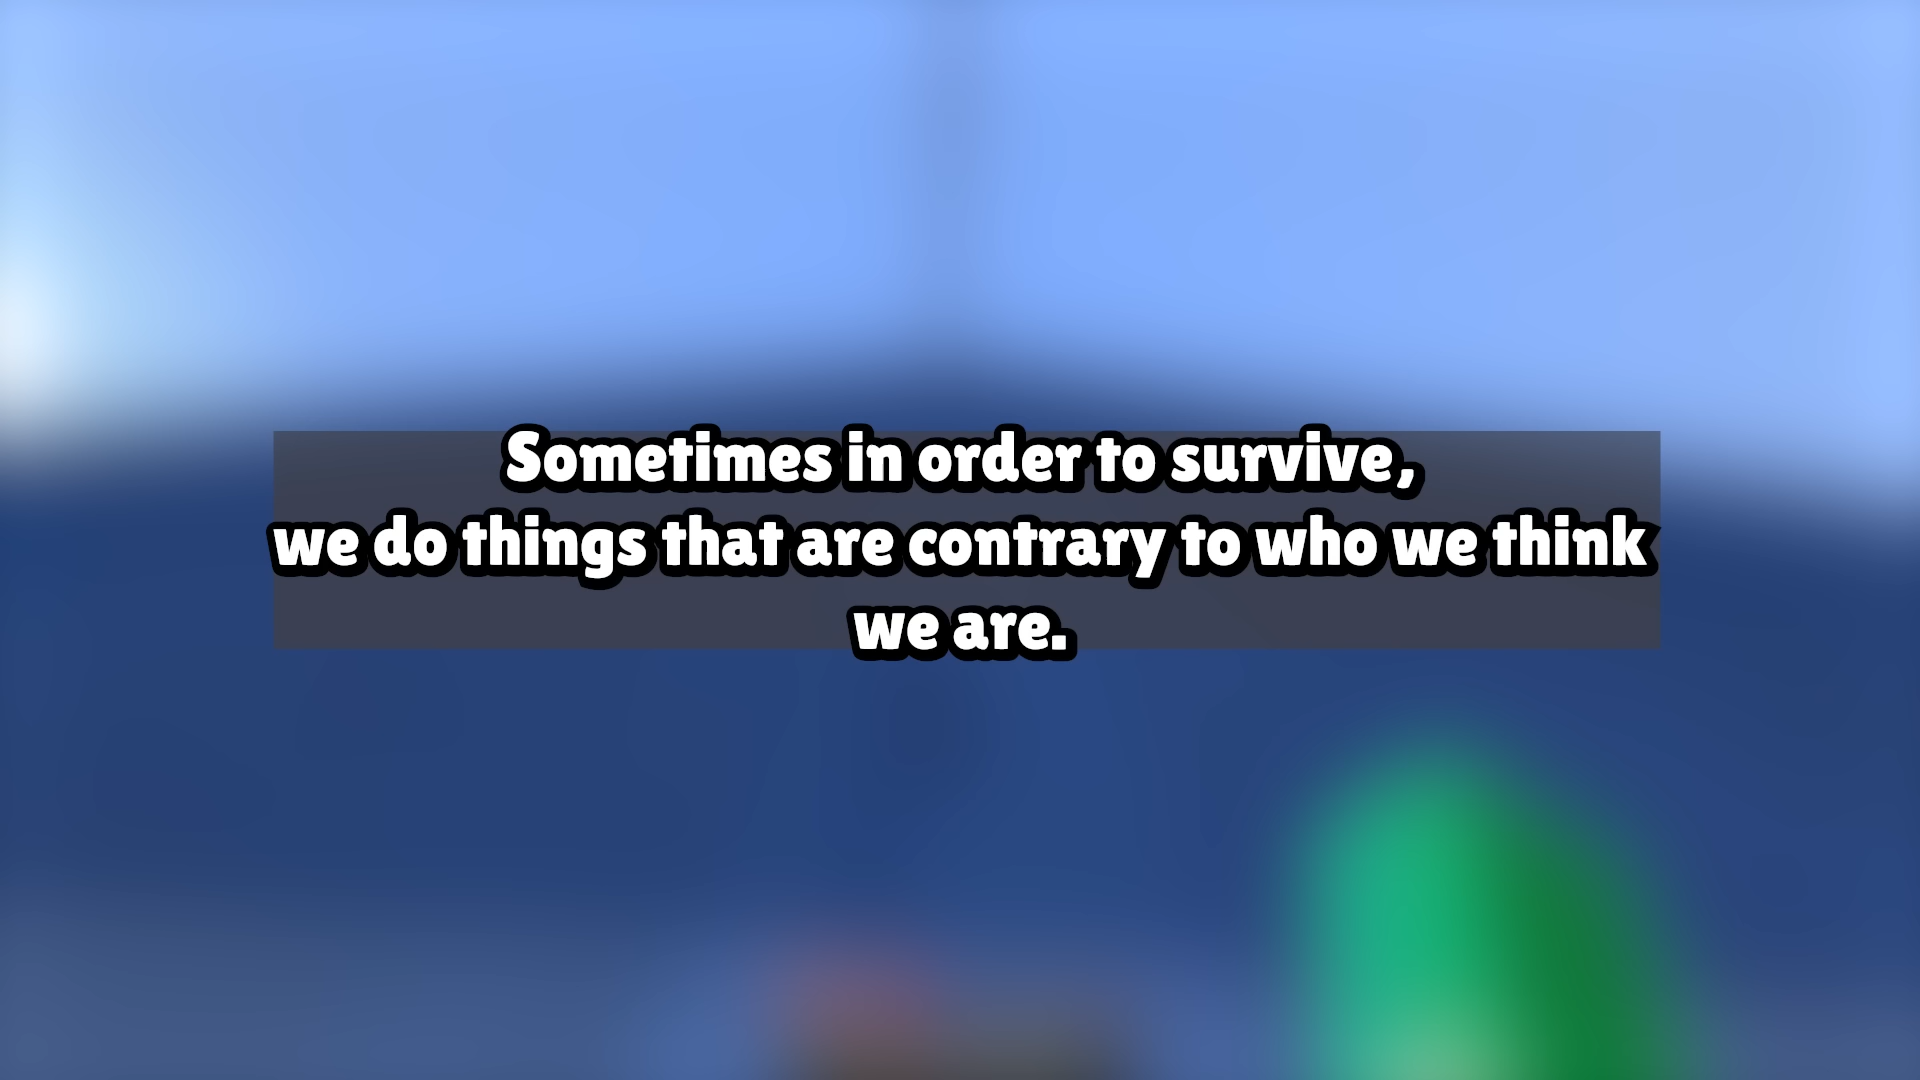 Sometimes in order to survive,
we do things that are contrary to who we think
we are.